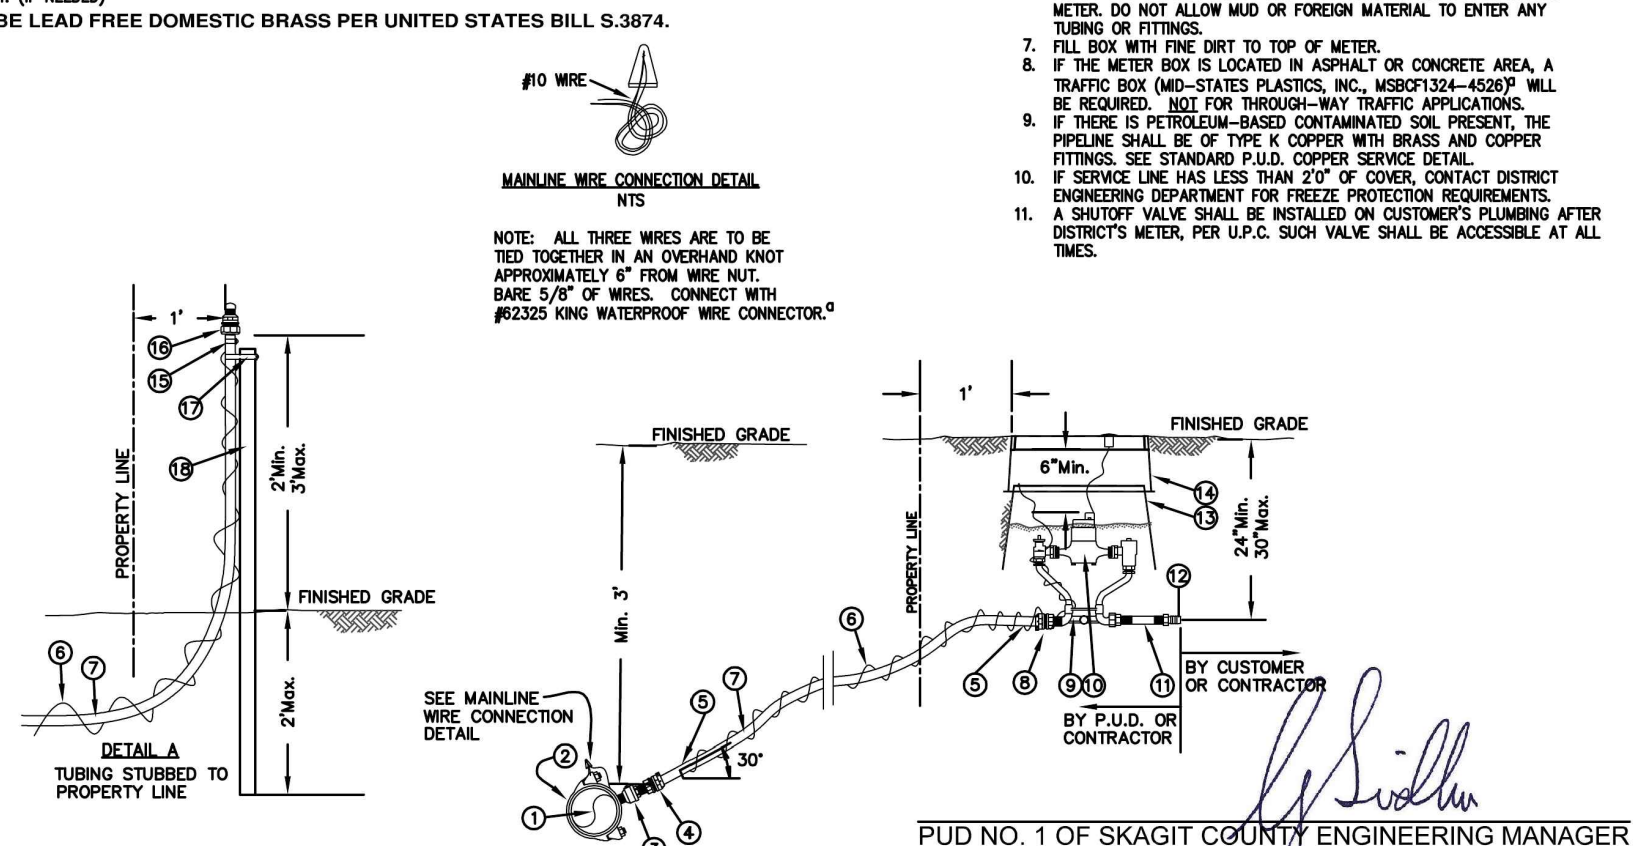 BE LEAD FREE DOMESTIC BRASS PER UNITED STATES BILL S.3874.
#10 WIRE
MAINLINE WIRE CONNECTION DETAIL
NTS
NOTE: ALL THREE WIRES ARE TO BE
TIED TOGETHER IN AN OVERHAND KNOT
APPROXIMATELY 6" FROM WIRE NUT.
BARE 5/8" OF WIRES. CONNECT WITH
#62325 KING WATERPROOF WIRE CONNECTOR.ª
METER. DO NOT ALLOW MUD OR FOREIGN MATERIAL TO ENTER ANY
TUBING OR FITTINGS.
7. FILL BOX WITH FINE DIRT TO TOP OF METER.
8. IF THE METER BOX IS LOCATED IN ASPHALT OR CONCRETE AREA, A
TRAFFIC BOX (MID-STATES PLASTICS, INC., MSBCF1324-4526)ª WILL
BE REQUIRED. NOT FOR THROUGH-WAY TRAFFIC APPLICATIONS.
9. IF THERE IS PETROLEUM-BASED CONTAMINATED SOIL PRESENT, THE
PIPELINE SHALL BE OF TYPE K COPPER WITH BRASS AND COPPER
FITTINGS. SEE STANDARD P.U.D. COPPER SERVICE DETAIL.
10. IF SERVICE LINE HAS LESS THAN 2'0" OF COVER, CONTACT DISTRICT
ENGINEERING DEPARTMENT FOR FREEZE PROTECTION REQUIREMENTS.
11. A SHUTOFF VALVE SHALL BE INSTALLED ON CUSTOMER'S PLUMBING AFTER
DISTRICT'S METER, PER U.P.C. SUCH VALVE SHALL BE ACCESSIBLE AT ALL
TIMES.
1'
16
15
17
18
PROPERTY LINE
2'Min.
3'Max.
FINISHED GRADE
2'Max.
6
7
DETAIL A
TUBING STUBBED TO
PROPERTY LINE
FINISHED GRADE
Min. 3'
SEE MAINLINE
WIRE CONNECTION
DETAIL
2
1
4
5
7
30°
6
1'
PROPERTY LINE
FINISHED GRADE
6"Min.
14
13
24"Min.
30"Max.
12
5
8
9
10
11
BY CUSTOMER
OR CONTRACTOR
BY P.U.D. OR
CONTRACTOR
PUD NO. 1 OF SKAGIT COUNTY ENGINEERING MANAGER